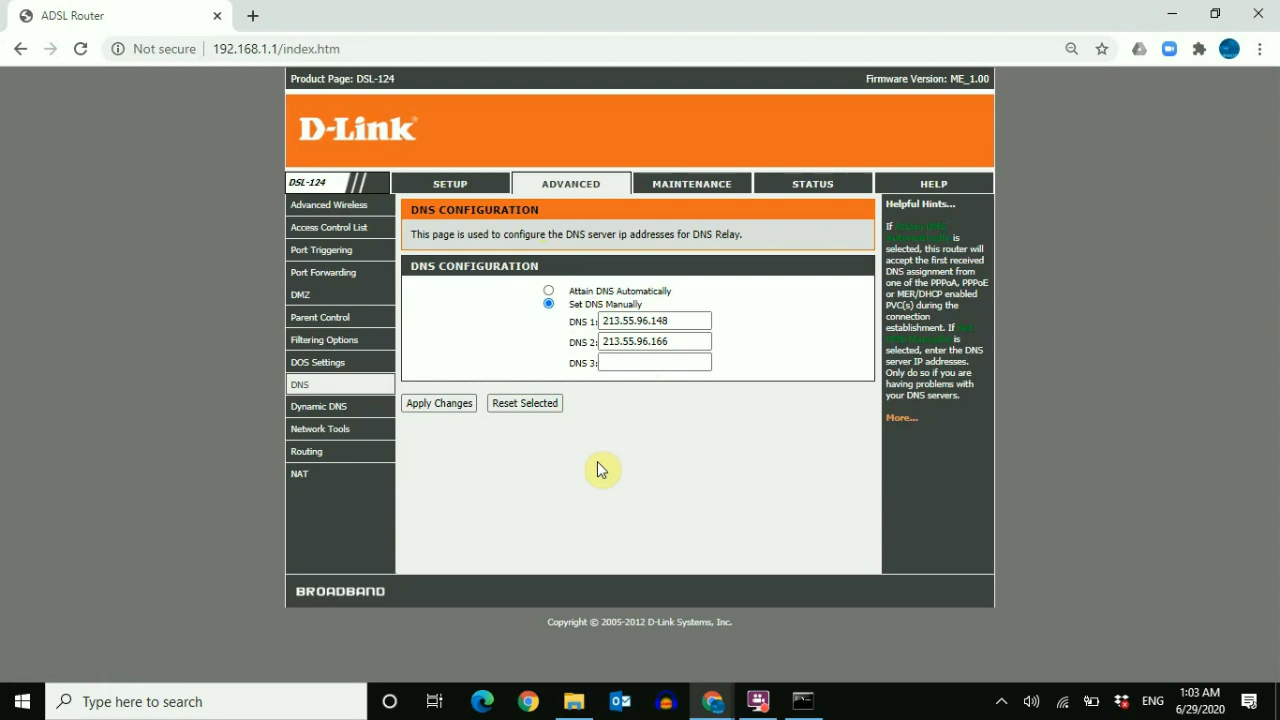 ADSL Router
Not secure
192.168.1.1/index.htm
Product Page: DSL-124
Firmware Version: ME_1.00
D-Link
DSL-124
SETUP
ADVANCED
MAINTENANCE
STATUS
HELP
Advanced Wireless
Access Control List
Port Triggering
Port Forwarding
DMZ
Parent Control
Filtering Options
DOS Settings
DNS
Dynamic DNS
Network Tools
Routing
NAT
DNS CONFIGURATION
This page is used to configure the DNS server ip addresses for DNS Relay.
DNS CONFIGURATION
Attain DNS Automatically
Set DNS Manually
DNS 1: 213.55.96.148
DNS 2: 213.55.96.166
DNS 3:
Apply Changes
Reset Selected
Helpful Hints...
If
is
selected, this router will
accept the first received
DNS assignment from
one of the PPPoA, PPPoE
or MER/DHCP enabled
PVC(s) during the
connection
establishment. If
is
selected, enter the DNS
server IP addresses.
Only do so if you are
having problems with
your DNS servers.
More...
BROADBAND
Copyright © 2005-2012 D-Link Systems, Inc.
Type here to search
ENG
1:03 AM
6/29/2020